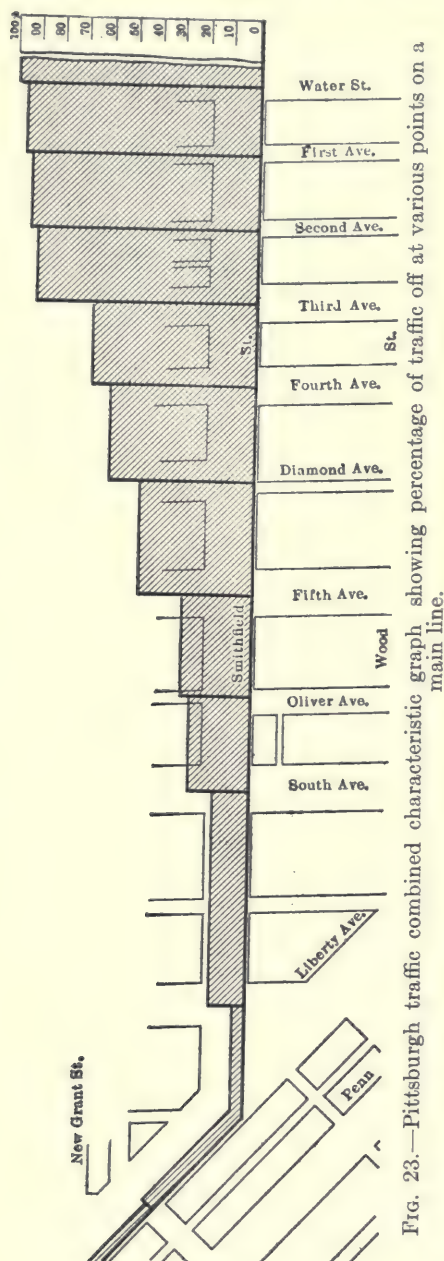 100%
90
80
70
60
50
40
30
20
10
0
Water St.
First Ave.
Second Ave.
Third Ave.
Fourth Ave.
Diamond Ave.
Fifth Ave.
Oliver Ave.
South Ave.
Smithfield St.
Wood St.
Liberty Ave.
Penn
New Grant St.
FIG. 23.—Pittsburgh traffic combined characteristic graph showing percentage of traffic off at various points on a
main line.